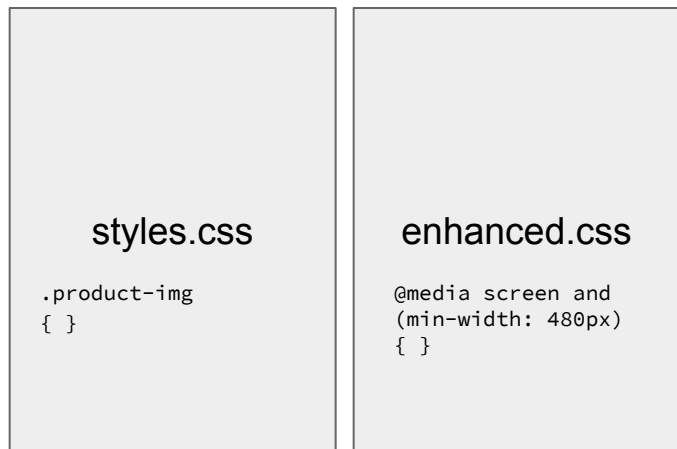 styles.css
.product-img
{ }
enhanced.css
@media screen and
(min-width: 480px)
{ }